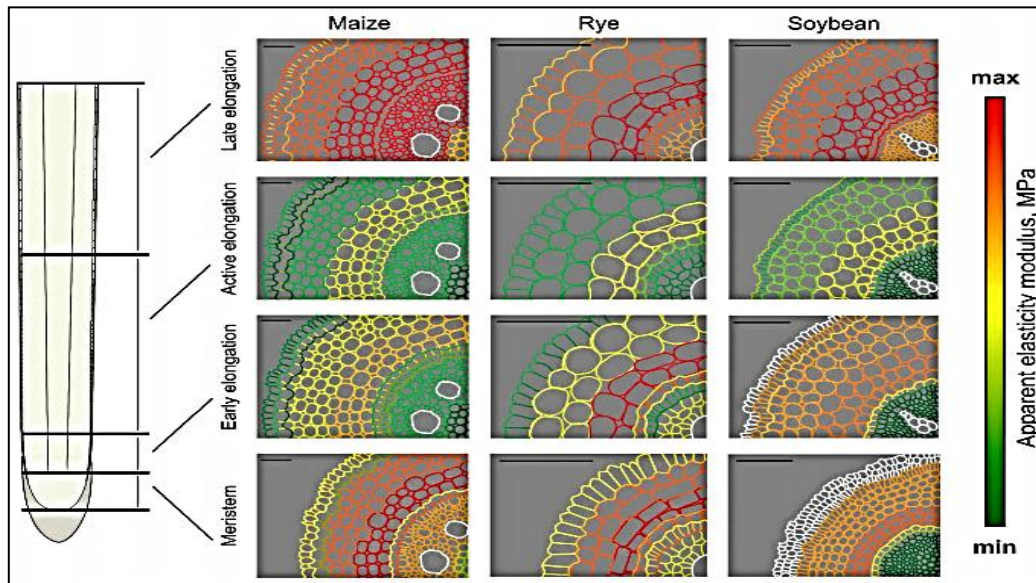 Maize
Rye
Soybean
Late elongation
Active elongation
Early elongation
Meristem
max
Apparent elasticity modulus, MPa
min